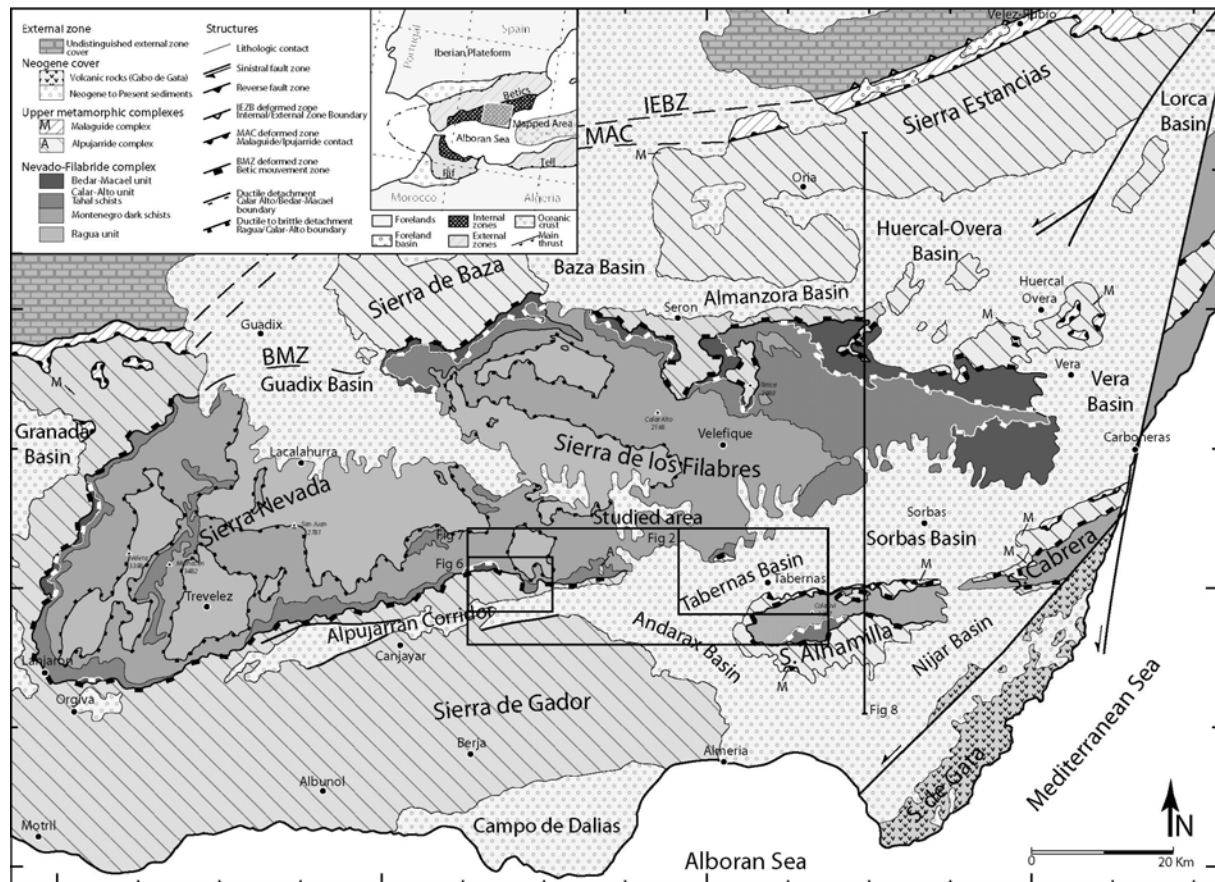 External zone
Undistinguished external zone
cover
Neogene cover
Volcanic rocks (Cabo de Gata)
Neogene to Present sediments
Upper metamorphic complexes
M
Malaguide complex
A
Alpujarride complex
Nevado-Filabride complex
Bedar-Macael unit
Calar-Alto unit
Tahal schists
Montenegro dark schists
Ragua unit
Structures
Lithologic contact
Sinistral fault zone
Reverse fault zone
IEZB deformed zone
Internal/External Zone Boundary
MAC deformed zone
Malaguide/lpujarride contact
BMZ deformed zone
Betic mouvement zone
Ductile detachment
Calar Alto/Bedar-Macael
boundary
Ductile to brittle detachment
Ragua/Calar-Alto boundary
Portugal
Spain
Iberian Plateform
Betics
Mapped Area
Alboran Sea
Rif
Tell
Morocco
Algeria
Forelands
Internal
zones
Oceanic
crust
Foreland
basin
External
zones
Main
thrust
Velez-Rubio
IEBZ
MAC
M
Sierra Estancias
Lorca
Basin
Oria
Huercal-Overa
Basin
Sierra de Baza
Baza Basin
Almanzora Basin
Seron
Huercal
Overa
M
M
Guadix
BMZ
Guadix Basin
M
Vera
Vera
Basin
Granada
Basin
Calar Alto
2168
Velefique
Carboneras
Lacalahurra
Sierra de los Filabres
Sierra Nevada
San Juan
2781
Studied area
Fig 7
Fig 2
Sorbas
Sorbas Basin
M
M
Fig 6
A
Tabernas Basin
Tabernas
M
S. Cabrera
Trevelez
Alpujarran Corridor
Canjayar
Andarax Basin
S. Alhamilla
Nijar Basin
M
Lanjaron
Orgiva
Sierra de Gador
Fig 8
Berja
Almeria
Mediterranean Sea
Albunol
S. de Gata
Motril
Campo de Dalias
Alboran Sea
N
0
20 Km